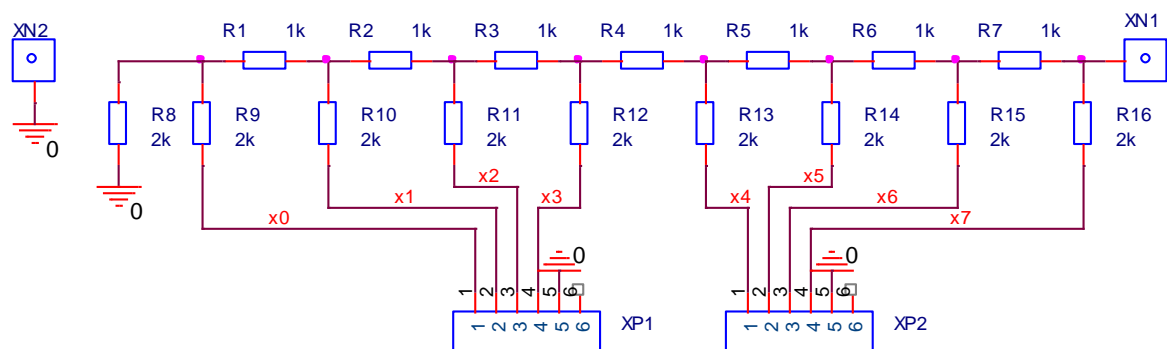 XN2
R1 1k R2 1k R3 1k R4 1k R5 1k R6 1k R7 1k
XN1
R8 R9 R10 R11 R12 R13 R14 R15 R16
2k 2k 2k 2k 2k 2k 2k 2k 2k
0
x2 x5
x1 x3 x4 x6
0 x0 x7
0 0
1 2 3 4 5 6 1 2 3 4 5 6
1 2 3 4 5 6 XP1 1 2 3 4 5 6 XP2